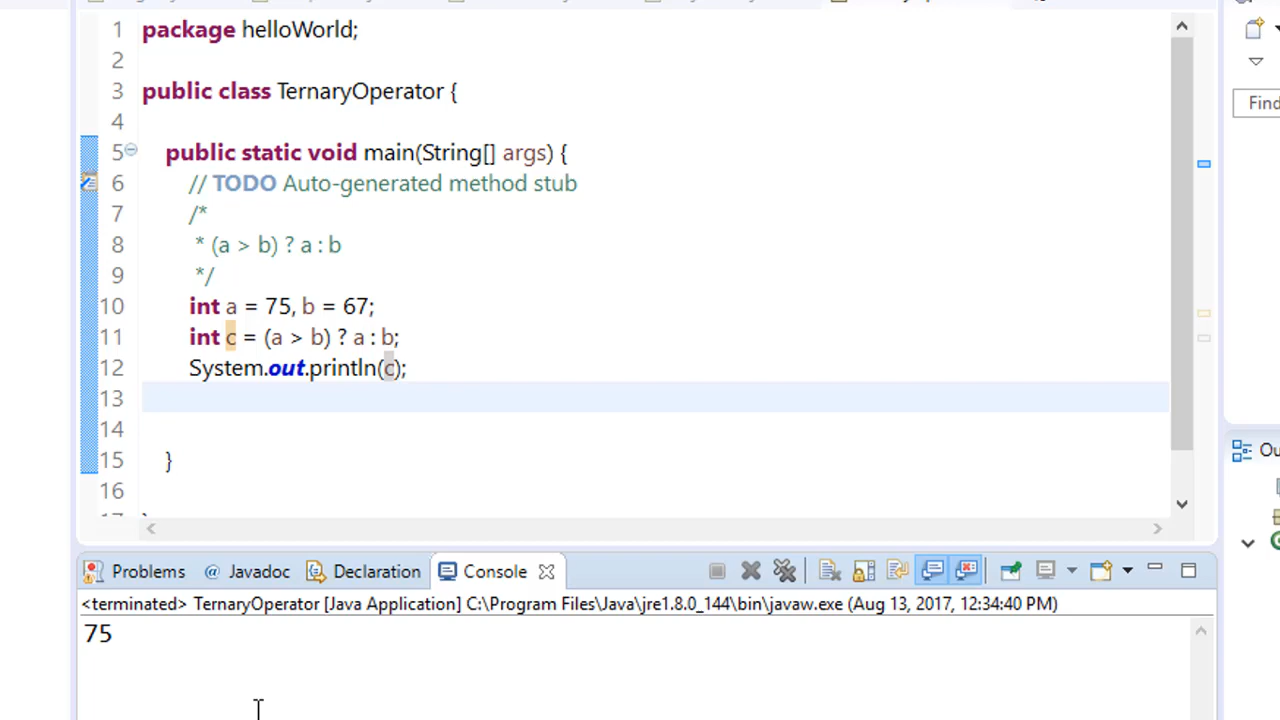 1 package helloWorld;
2
3 public class TernaryOperator {
4
5 public static void main(String[] args) {
6 // TODO Auto-generated method stub
7 /*
8 * (a > b) ? a : b
9 */
10 int a = 75, b = 67;
11 int c = (a > b) ? a : b;
12 System.out.println(c);
13
14
15 }
16
Find
Ou
Problems @ Javadoc Declaration Console
<terminated> TernaryOperator [Java Application] C:\Program Files\Java\jre1.8.0_144\bin\javaw.exe (Aug 13, 2017, 12:34:40 PM)
75